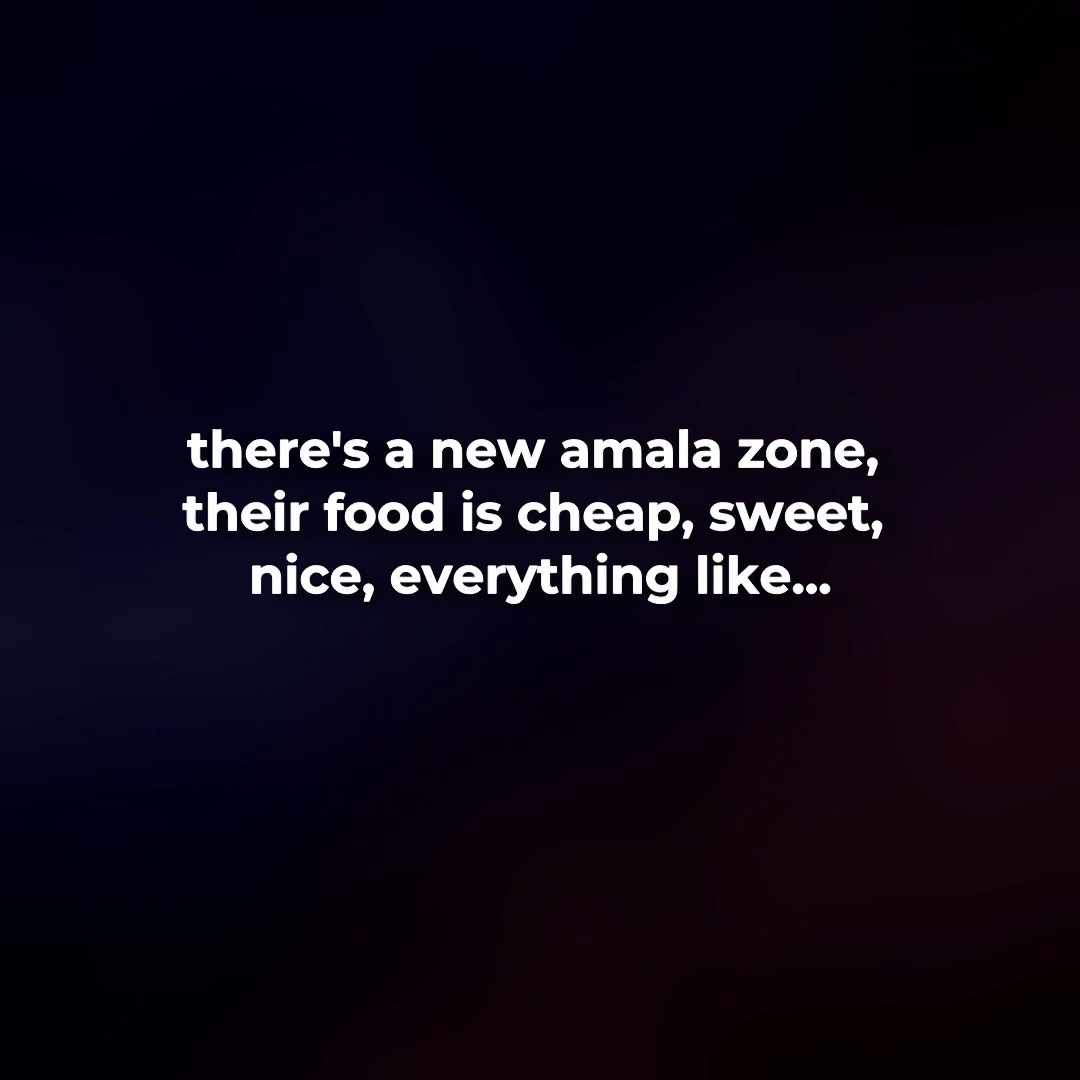 there's a new amala zone,
their food is cheap, sweet,
nice, everything like...